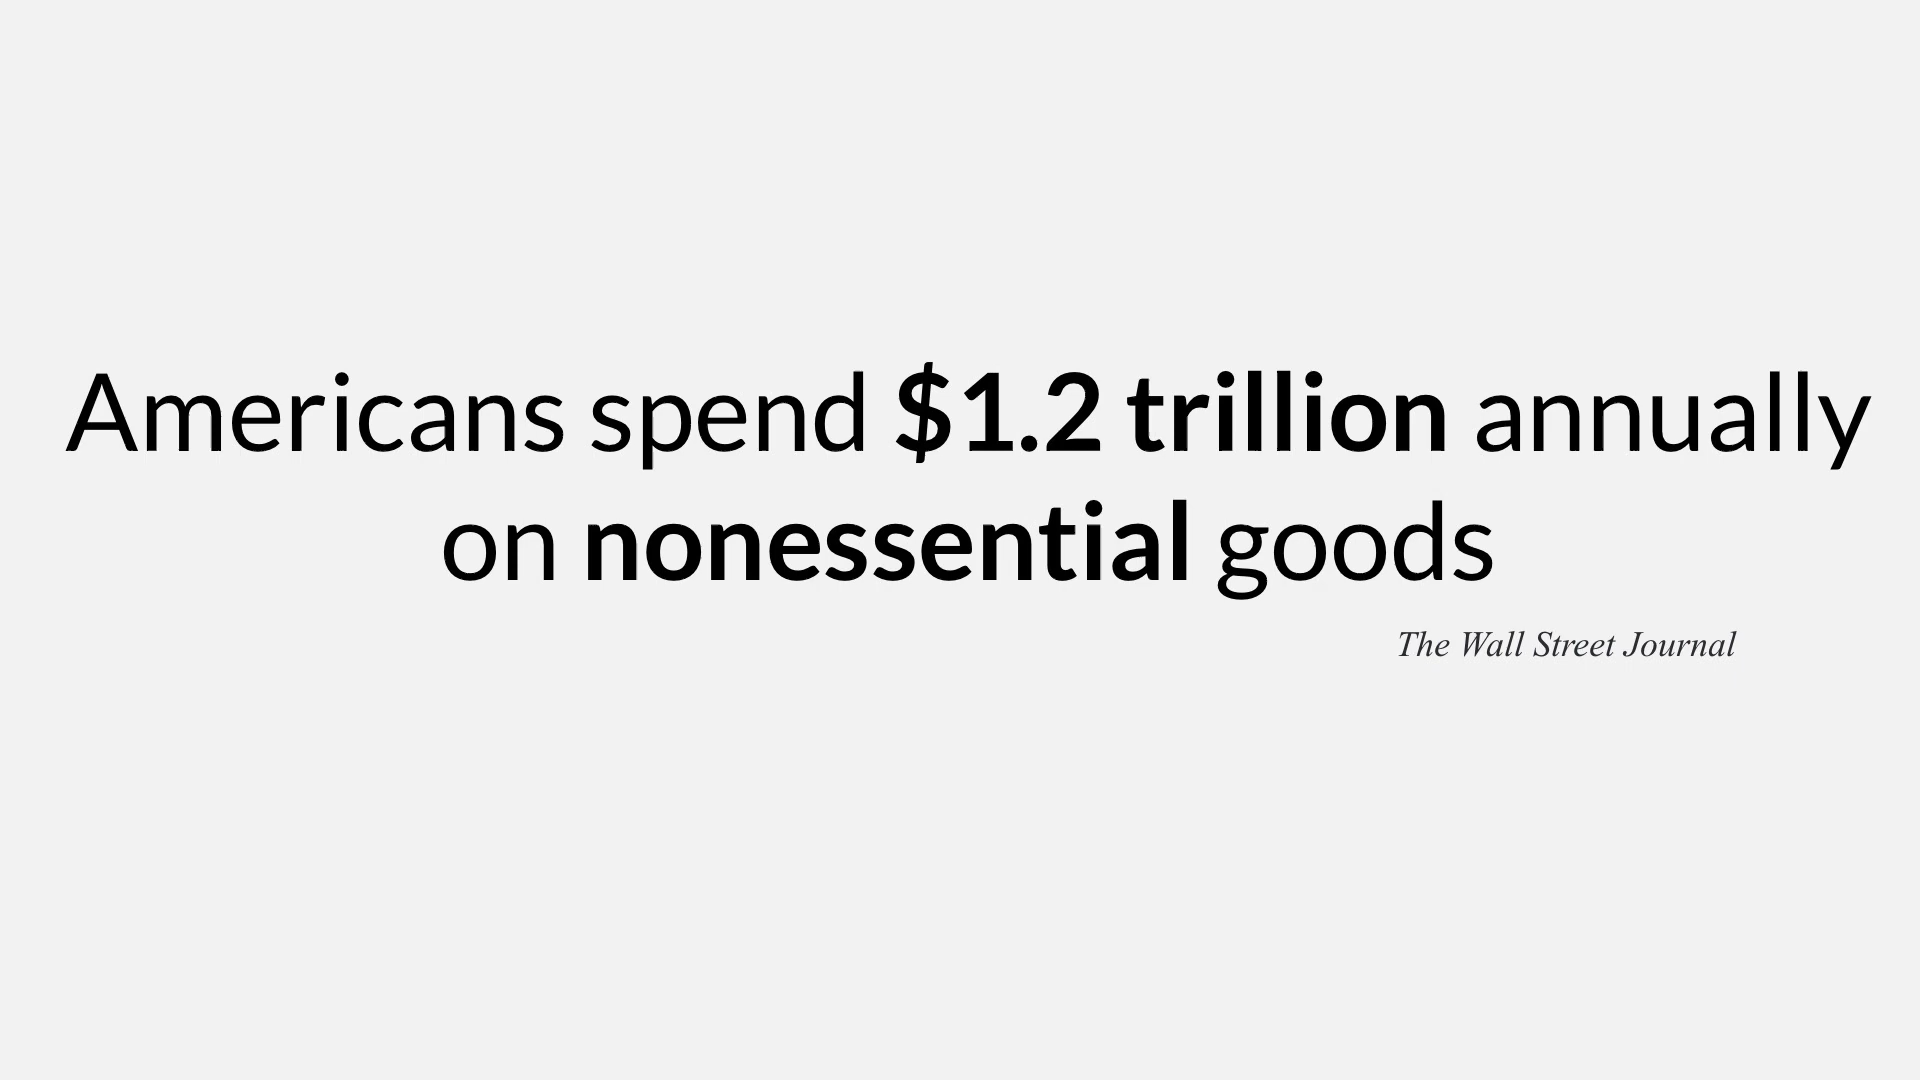 Americans spend $1.2 trillion annually
on nonessential goods
The Wall Street Journal